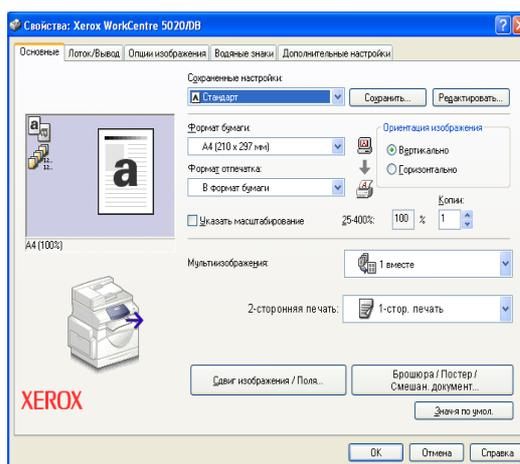 Свойства: Xerox WorkCentre 5020/DB
Основные Лоток/Вывод Опции изображения Водяные знаки Дополнительные настройки
Сохраненные настройки:
Стандарт Сохранить... Редактировать...
Формат бумаги: Ориентация изображения
A4 (210 x 297 мм) Вертикально
Формат отпечатка: Горизонтально
В формат бумаги
Копии:
Указать масштабирование 25-400%: 100 % 1
A4 (100%)
Мультиизображения: 1 вместе
2-сторонняя печать: 1-стор. печать
Сдвиг изображения / Поля... Брошюра / Постер /
Смешан. документ...
XEROX
Знач-я по умол.
OK Отмена Справка